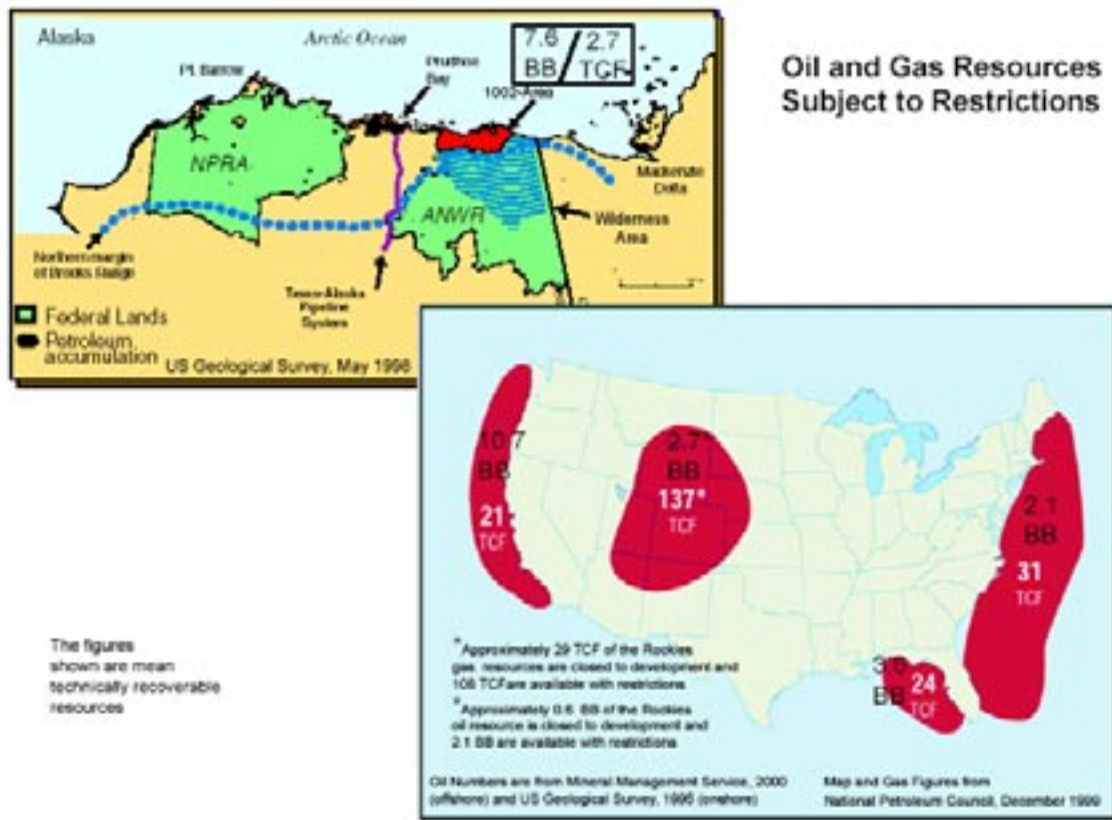 Oil and Gas Resources
Subject to Restrictions
Alaska
Arctic Ocean
7.6
BB
2.7
TCF
Pt. Barrow
Prudhoe
Bay
1002-Area
NPRA
ANWR
Mackenzie
Delta
Wilderness
Area
Northern margin
of Brooks Range
Trans-Alaska
Pipeline
System
Federal Lands
Petroleum
accumulation
US Geological Survey, May 1998
10.7
BB
21
TCF
2.7*
BB
137*
TCF
2.1
BB
31
TCF
3.6
BB
24
TCF
The figures
shown are mean
technically recoverable
resources
*Approximately 29 TCF of the Rockies
gas resources are closed to development and
108 TCFare available with restrictions
*Approximately 0.6 BB of the Rockies
oil resource is closed to development and
2.1 BB are available with restrictions
Oil Numbers are from Mineral Management Service, 2000
(offshore) and US Geological Survey, 1995 (onshore)
Map and Gas Figures from
National Petroleum Council, December 1999